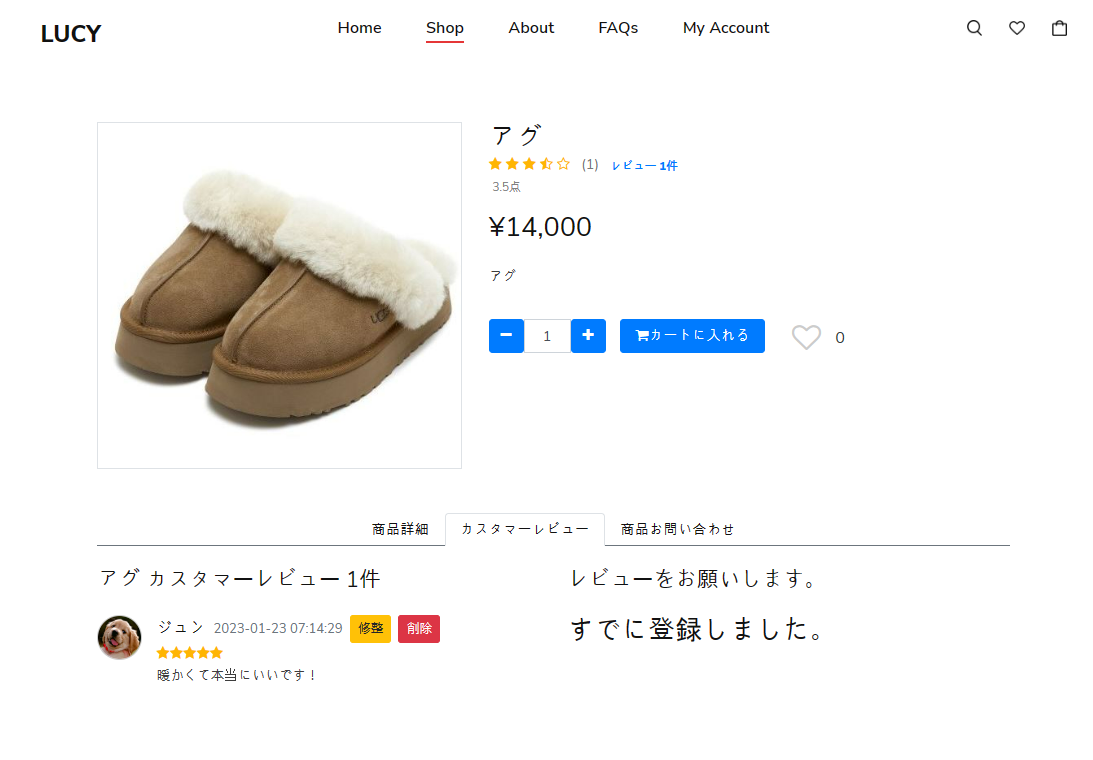 LUCY
Home Shop About FAQs My Account
アグ
(1) レビュー 1件
3.5点
¥14,000
アグ
1 カートに入れる 0
商品詳細 カスタマーレビュー 商品お問い合わせ
アグ カスタマーレビュー 1件
ジュン 2023-01-23 07:14:29 修整 削除
暖かくて本当にいいです！
レビューをお願いします。
すでに登録しました。